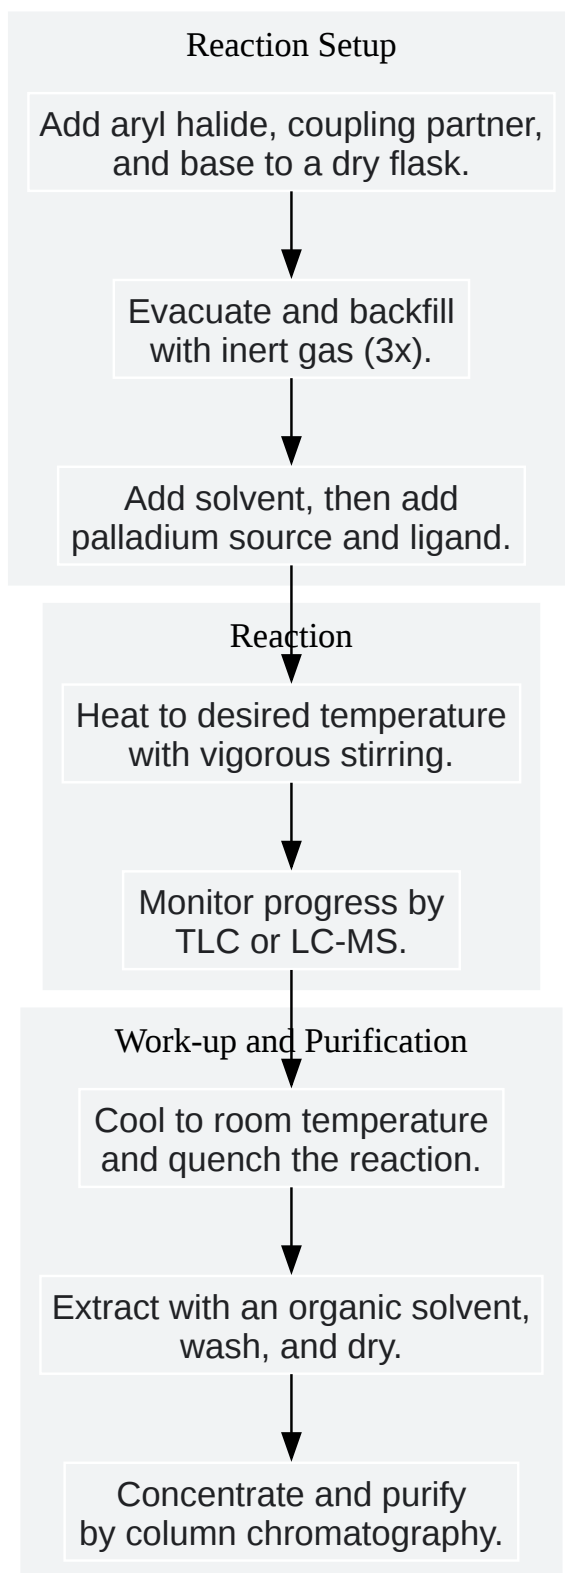 Reaction Setup
Add aryl halide, coupling partner,
and base to a dry flask.
Evacuate and backfill
with inert gas (3x).
Add solvent, then add
palladium source and ligand.
Reaction
Heat to desired temperature
with vigorous stirring.
Monitor progress by
TLC or LC-MS.
Work-up and Purification
Cool to room temperature
and quench the reaction.
Extract with an organic solvent,
wash, and dry.
Concentrate and purify
by column chromatography.